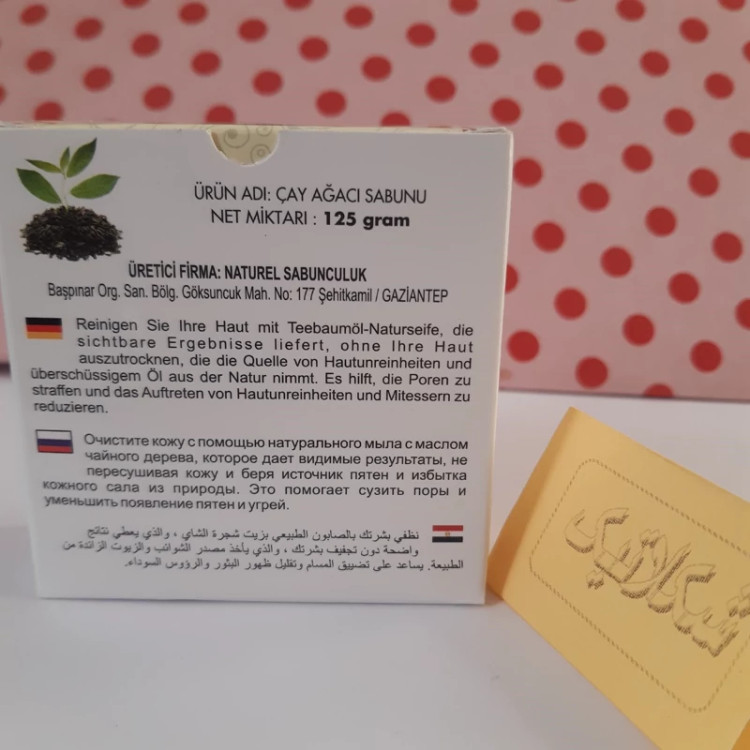 ÜRÜN ADI: ÇAY AĞACI SABUNU
NET MİKTARI : 125 gram
ÜRETİCİ FİRMA: NATUREL SABUNCULUK
Başpınar Org. San. Bölg. Göksuncuk Mah. No: 177 Şehitkamil / GAZİANTEP
Reinigen Sie Ihre Haut mit Teebaumöl-Naturseife, die
sichtbare Ergebnisse liefert, ohne Ihre Haut
auszutrocknen, die die Quelle von Hautunreinheiten und
überschüssigem Öl aus der Natur nimmt. Es hilft, die Poren zu
straffen und das Auftreten von Hautunreinheiten und Mitessern zu
reduzieren.
Очистите кожу с помощью натурального мыла с маслом
чайного дерева, которое дает видимые результаты, не
пересушивая кожу и беря источник пятен и избытка
кожного сала из природы. Это помогает сузить поры и
уменьшить появление пятен и угрей.
نظفي بشرتك بالصابون الطبيعي بزيت شجرة الشاي ، والذي يعطي نتائج
واضحة دون تجفيف بشرتك ، والذي يأخذ مصدر الشوائب والزيوت الزائدة من
الطبيعة. يساعد على تضييق المسام وتقليل ظهور البثور والرؤوس السوداء.
شیکلاتیک